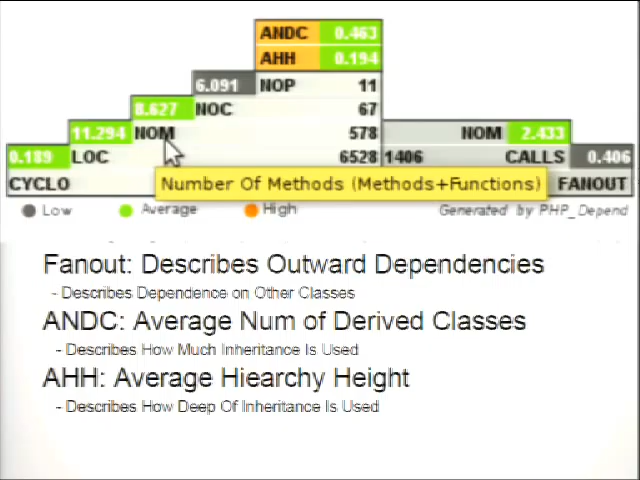 ANDC 0.463
AHH 0.194
6.091 NOP 11
8.627 NOC 67
11.294 NOM 578 NOM 2.433
0.189 LOC 6528 1406 CALLS 0.406
CYCLO FANOUT
Number Of Methods (Methods+Functions)
Low Average High Generated by PHP_Depend
Fanout: Describes Outward Dependencies
- Describes Dependence on Other Classes
ANDC: Average Num of Derived Classes
- Describes How Much Inheritance Is Used
AHH: Average Hiearchy Height
- Describes How Deep Of Inheritance Is Used